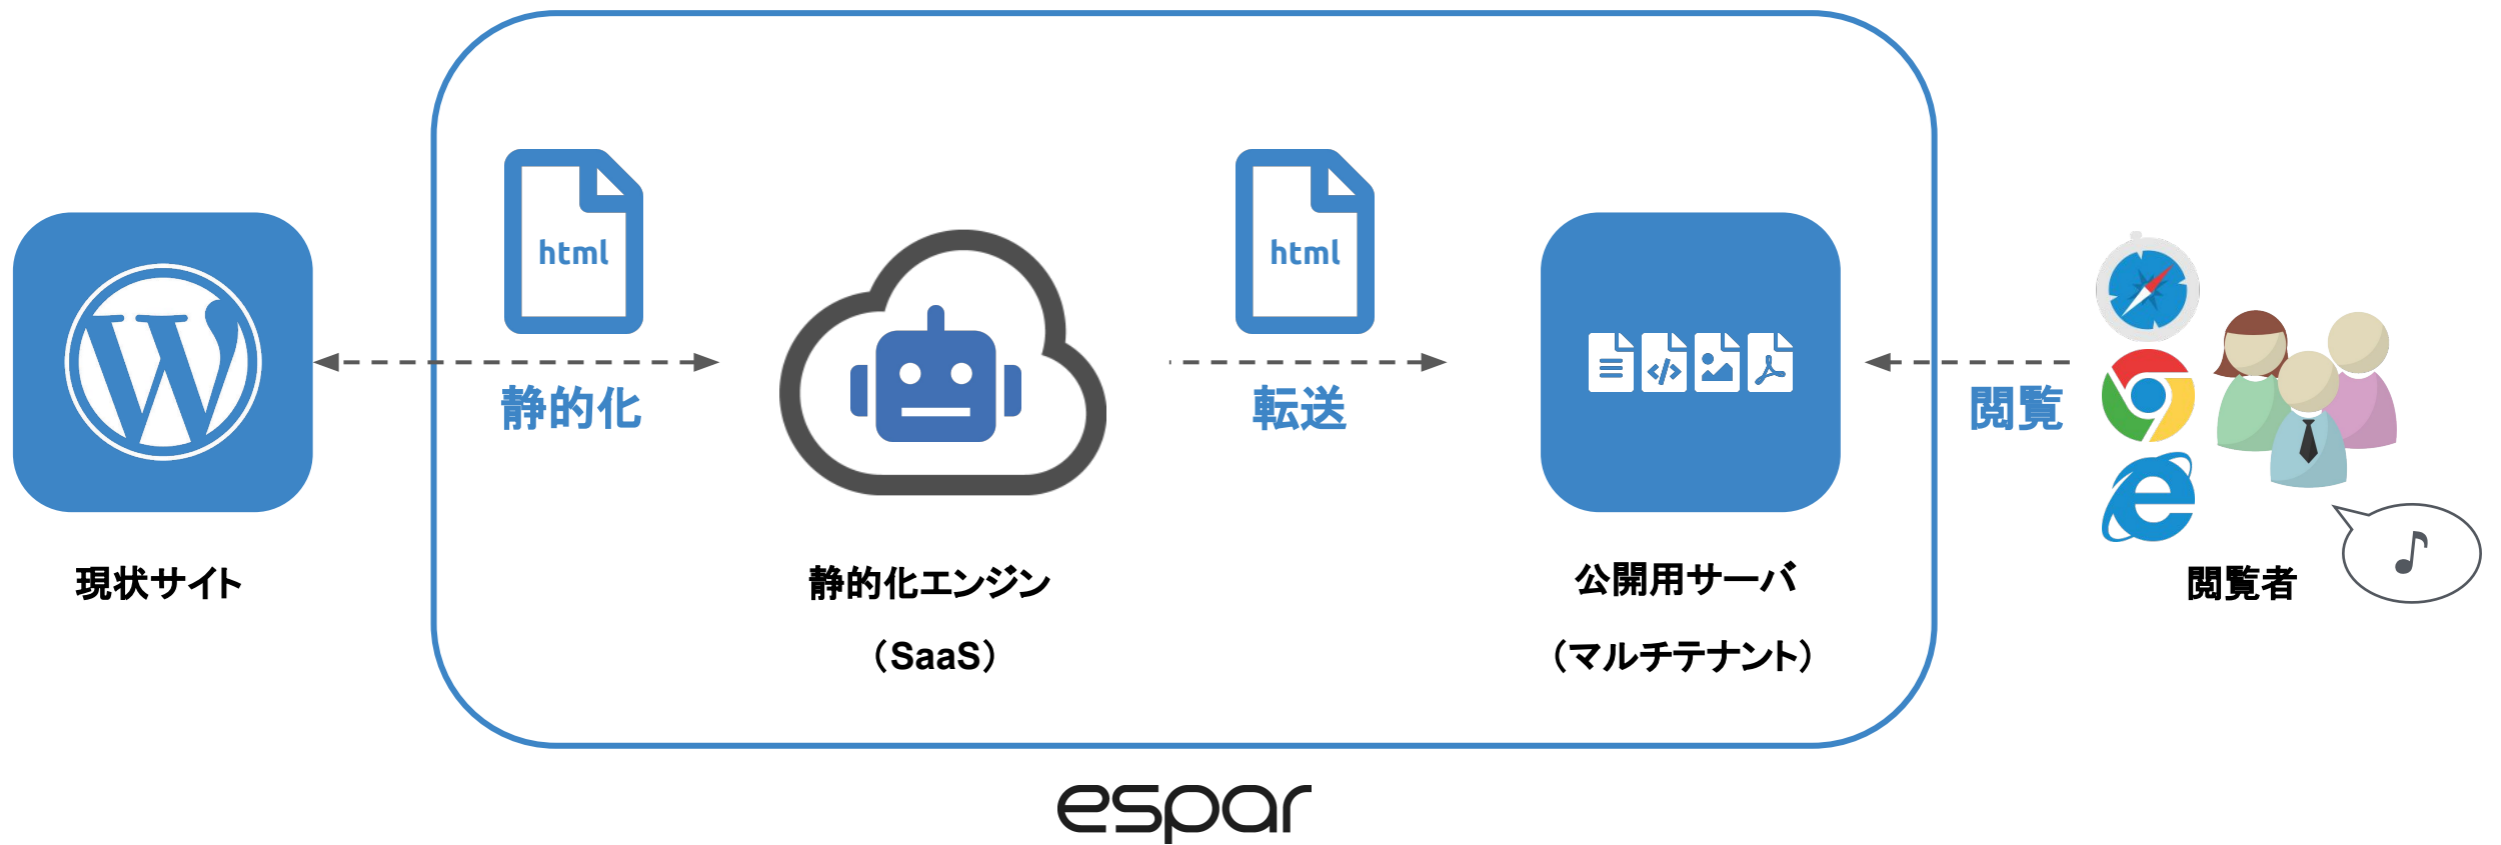 html
html
静的化
転送
閲覧
現状サイト
静的化エンジン
（SaaS）
公開用サーバ
（マルチテナント）
閲覧者
espar